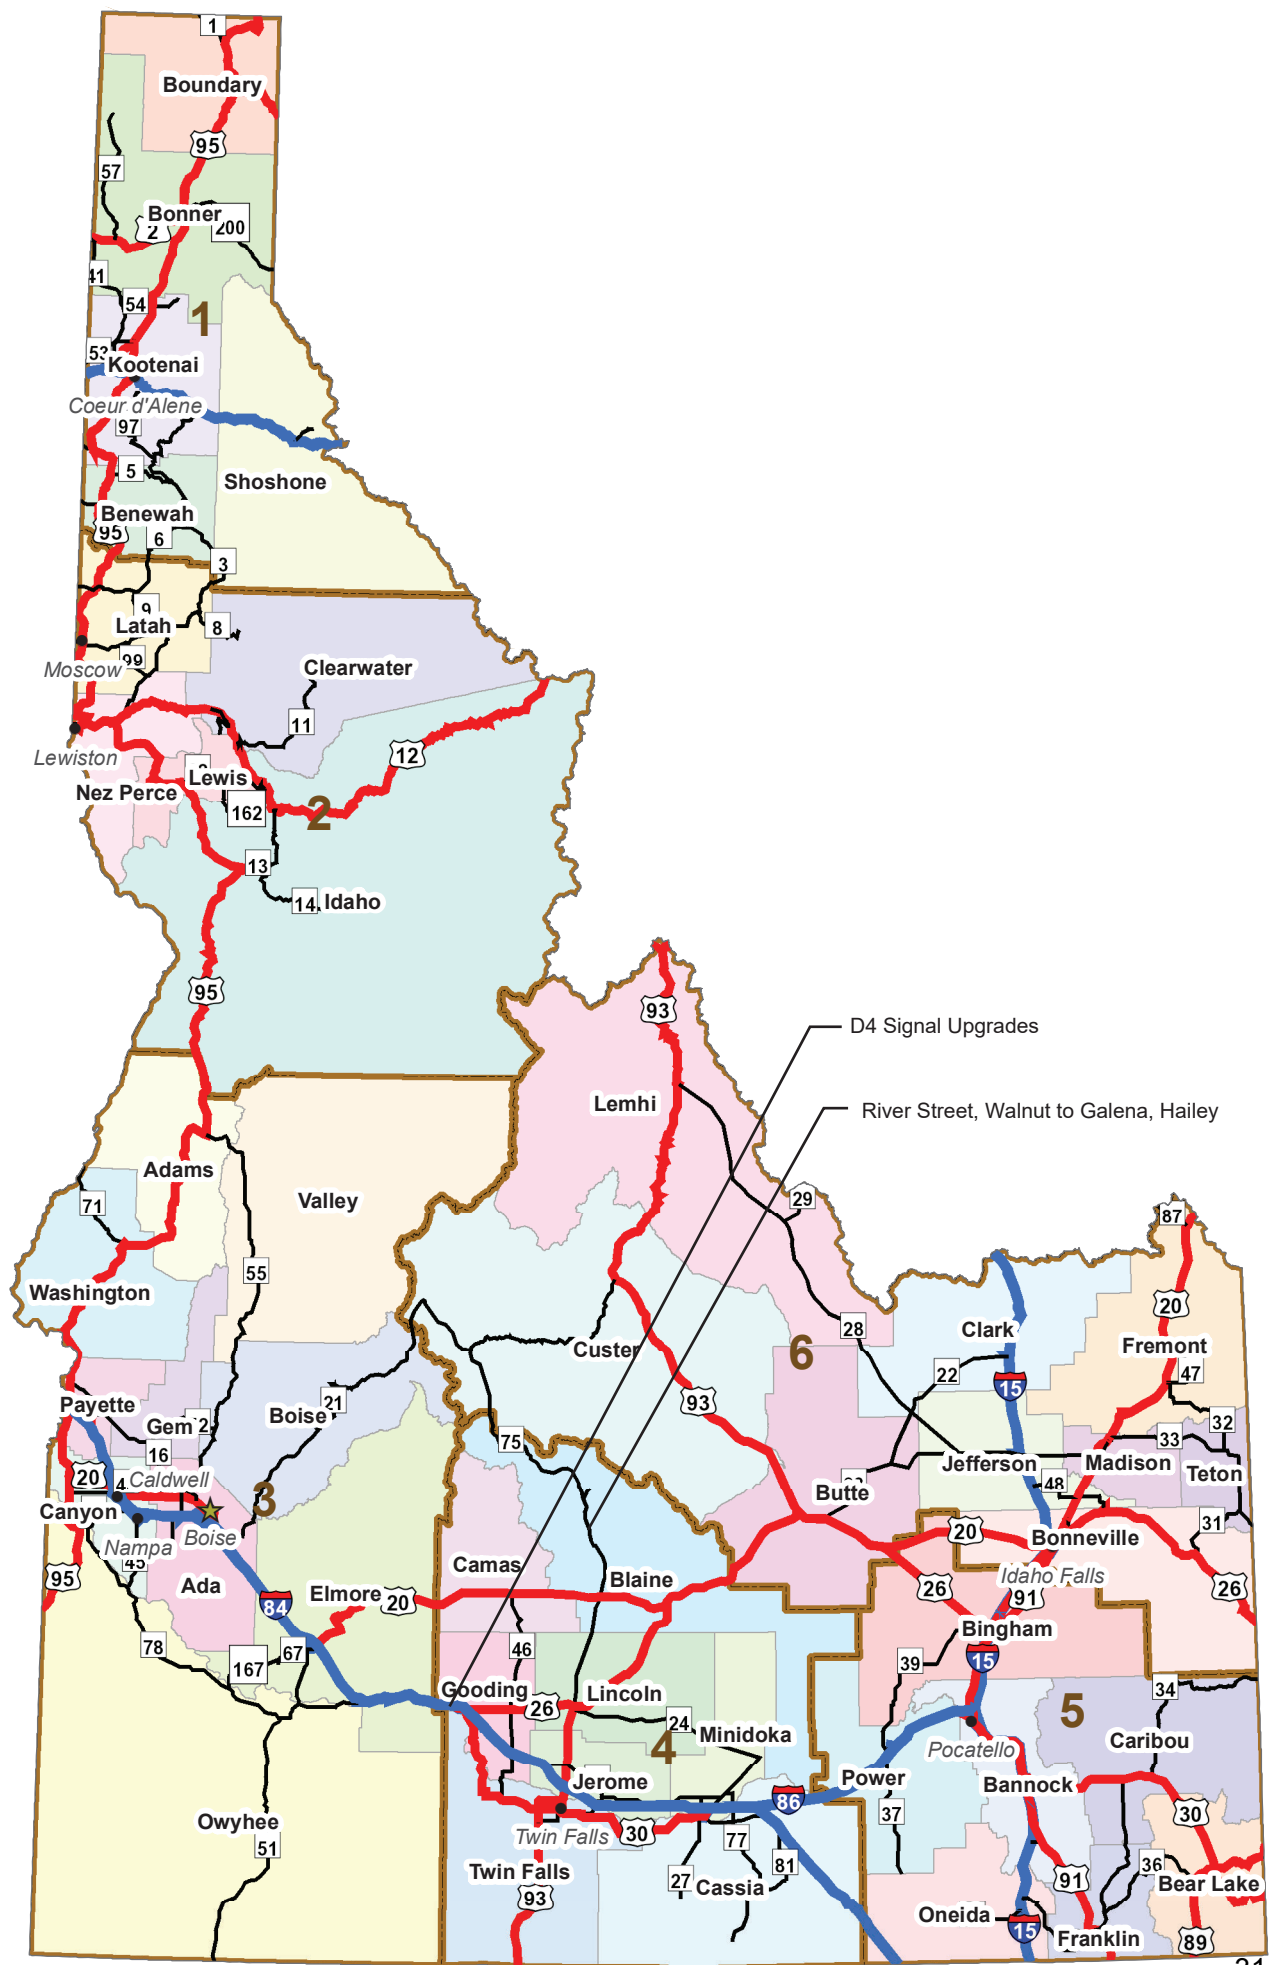 1
Boundary
95
57
Bonner
2
200
41
54
1
53
Kootenai
Coeur d'Alene
97
5
Shoshone
Benewah
95
6
3
9
Latah
8
99
Moscow
Clearwater
11
12
Lewiston
Lewis
Nez Perce
162
2
13
14
Idaho
95
93
D4 Signal Upgrades
Lemhi
River Street, Walnut to Galena, Hailey
Adams
71
Valley
29
87
55
Washington
20
28
Clark
Custer
6
Fremont
22
47
15
93
Payette
21
Boise
Gem
32
16
75
33
Jefferson
Madison
Teton
20
Caldwell
48
Butte
3
Canyon
31
Boise
20
Bonneville
Nampa
45
Camas
Idaho Falls
95
Ada
Blaine
26
26
Elmore
20
91
84
Bingham
78
46
67
167
39
15
Gooding
26
Lincoln
34
5
24
Minidoka
4
Caribou
Pocatello
Jerome
Power
Bannock
86
30
37
Owyhee
30
Twin Falls
77
51
36
81
Twin Falls
27
Cassia
91
Bear Lake
93
Oneida
15
Franklin
89